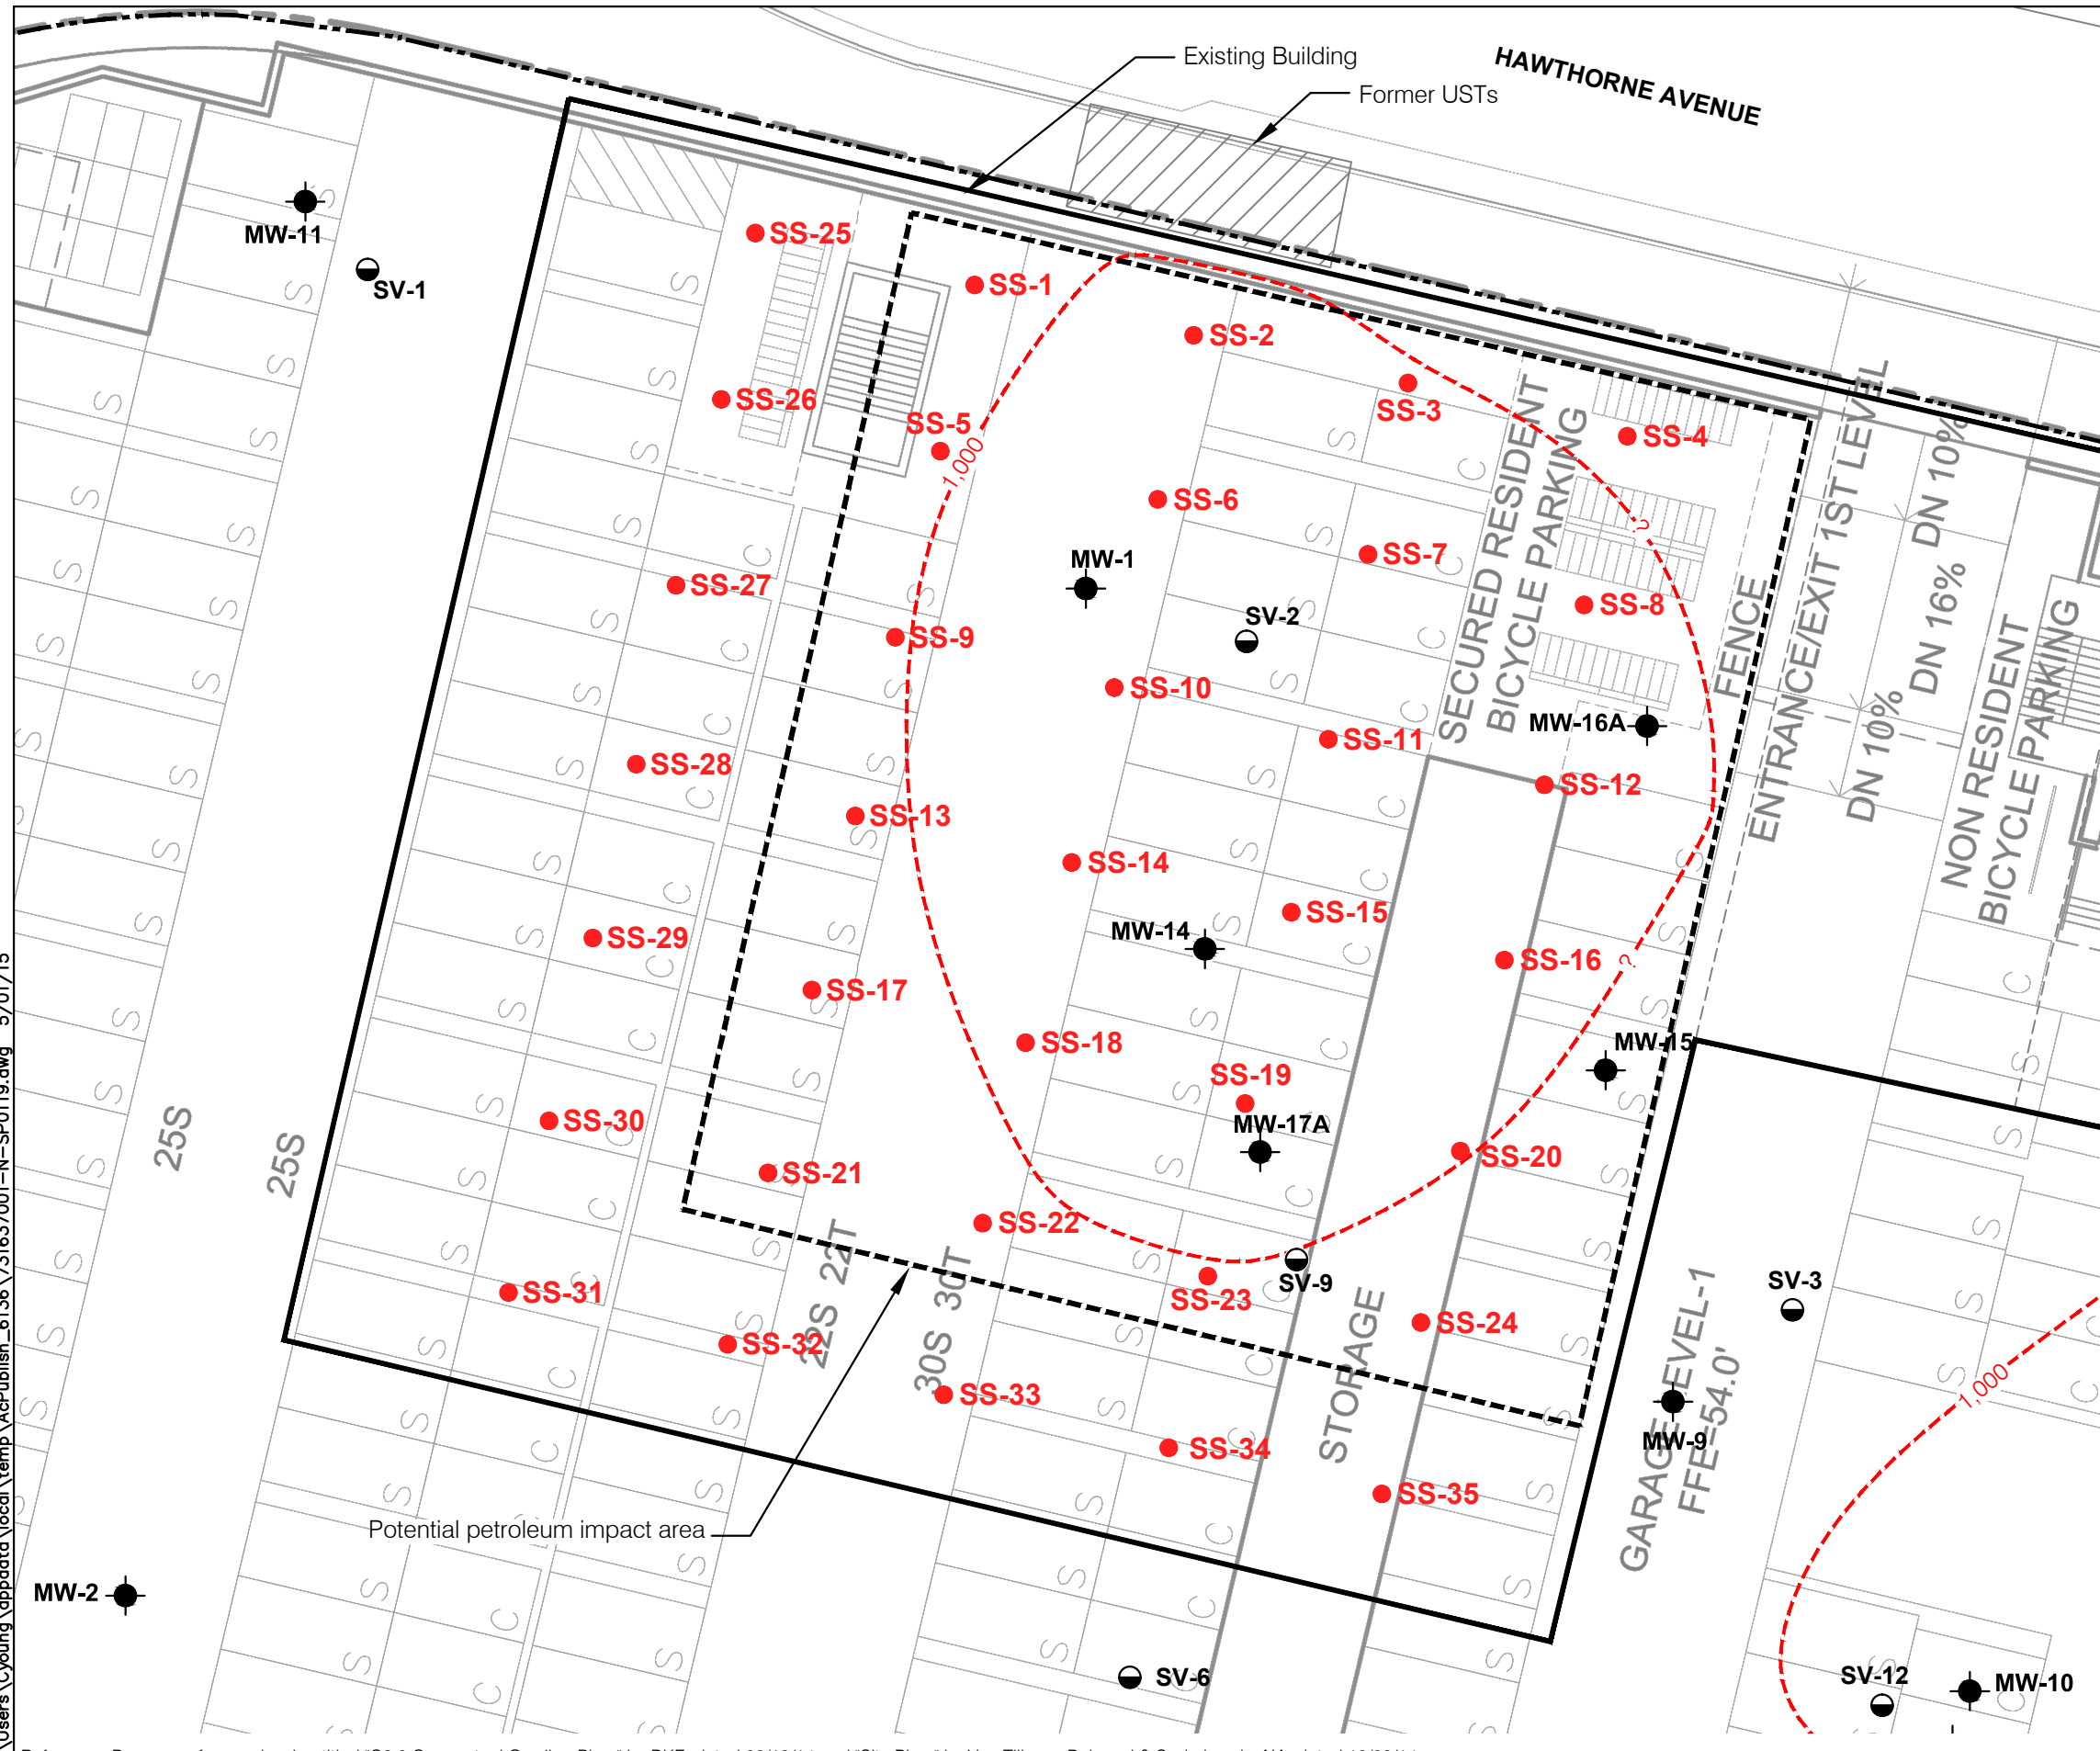 Existing Building
Former USTs
HAWTHORNE AVENUE
MW-11
SV-1
SS-25
SS-1
SS-2
SS-3
SS-4
SS-26
SS-5
1,000
SS-6
SS-7
SS-8
MW-1
SV-2
SS-27
SS-9
SS-10
SS-11
MW-16A
SS-12
SECURED RESIDENT
BICYCLE PARKING
FENCE
ENTRANCE/EXIT 1ST LEVEL
DN 10%
DN 16%
DN 10%
NON RESIDENT
BICYCLE PARKING
?
SS-28
SS-13
SS-14
SS-15
MW-14
SS-16
?
SS-29
SS-17
SS-18
SS-19
MW-17A
MW-15
SS-20
25S
25S
SS-30
SS-21
SS-22
SS-23
SV-9
SS-24
SV-3
22S 22T
30S 30T
STORAGE
GARAGE LEVEL-1
FFE=54.0'
SS-31
SS-32
SS-33
SS-34
SS-35
MW-9
1,000
Potential petroleum impact area
MW-2
SV-6
SV-12
MW-10